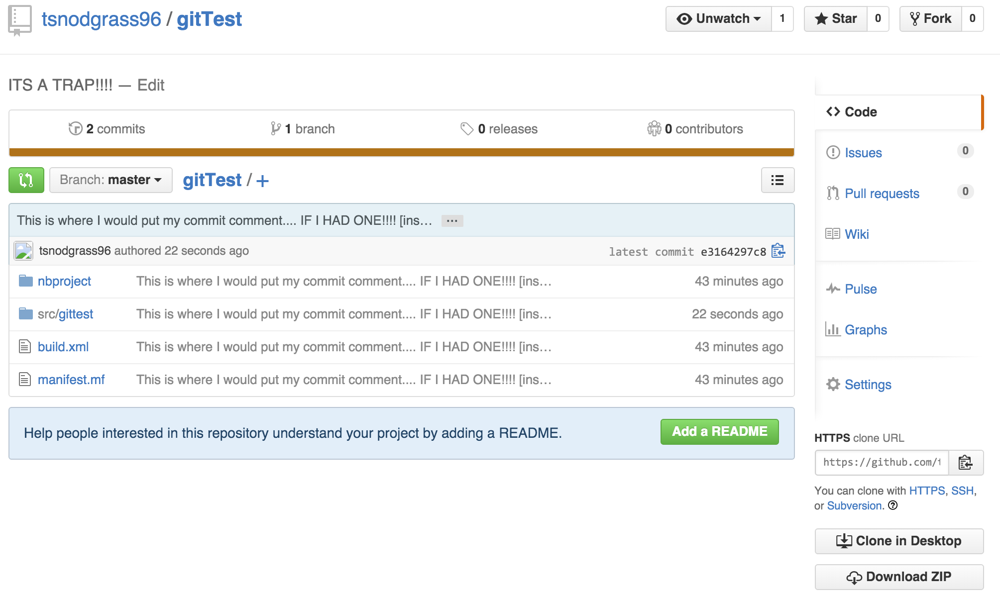 tsnodgrass96 / gitTest
Unwatch 1
Star 0
Fork 0
ITS A TRAP!!!! — Edit
2 commits
1 branch
0 releases
0 contributors
Branch: master
gitTest / +
This is where I would put my commit comment.... IF I HAD ONE!!!! [ins… …
tsnodgrass96 authored 22 seconds ago
latest commit e3164297c8
nbproject This is where I would put my commit comment.... IF I HAD ONE!!!! [ins… 43 minutes ago
src/gittest This is where I would put my commit comment.... IF I HAD ONE!!!! [ins… 22 seconds ago
build.xml This is where I would put my commit comment.... IF I HAD ONE!!!! [ins… 43 minutes ago
manifest.mf This is where I would put my commit comment.... IF I HAD ONE!!!! [ins… 43 minutes ago
Help people interested in this repository understand your project by adding a README.
Add a README
Code
Issues 0
Pull requests 0
Wiki
Pulse
Graphs
Settings
HTTPS clone URL
https://github.com/t
You can clone with HTTPS, SSH,
or Subversion.
Clone in Desktop
Download ZIP